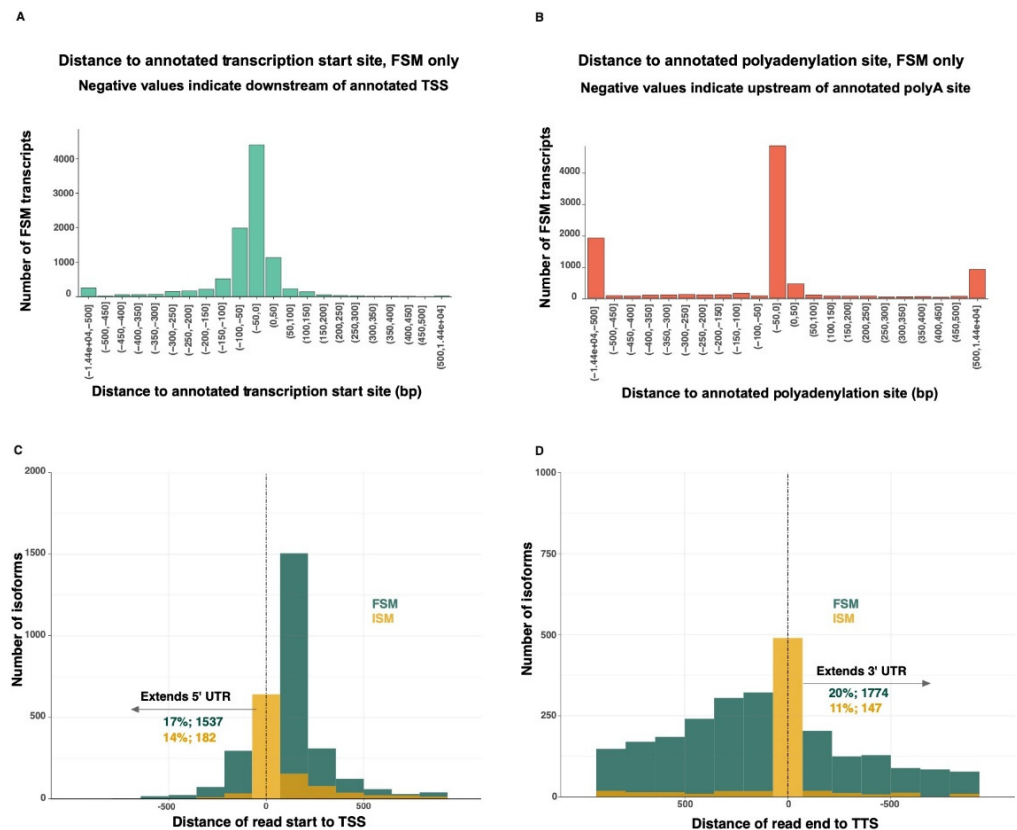 A
Distance to annotated transcription start site, FSM only
Negative values indicate downstream of annotated TSS
Number of FSM transcripts
4000
3000
2000
1000
0
(−1.44e+04,−500]
(−500,−450]
(−450,−400]
(−400,−350]
(−350,−300]
(−300,−250]
(−250,−200]
(−200,−150]
(−150,−100]
(−100,−50]
(−50,0]
(0,50]
(50,100]
(100,150]
(150,200]
(200,250]
(250,300]
(300,350]
(350,400]
(400,450]
(450,500]
(500,1.44e+04]
Distance to annotated transcription start site (bp)
B
Distance to annotated polyadenylation site, FSM only
Negative values indicate upstream of annotated polyA site
Number of FSM transcripts
4000
3000
2000
1000
0
(−1.44e+04,−500]
(−500,−450]
(−450,−400]
(−400,−350]
(−350,−300]
(−300,−250]
(−250,−200]
(−200,−150]
(−150,−100]
(−100,−50]
(−50,0]
(0,50]
(50,100]
(100,150]
(150,200]
(200,250]
(250,300]
(300,350]
(350,400]
(400,450]
(450,500]
(500,1.44e+04]
Distance to annotated polyadenylation site (bp)
C
Number of isoforms
2000
1500
1000
500
0
FSM
ISM
Extends 5' UTR
17%; 1537
14%; 182
-500
0
500
Distance of read start to TSS
D
Number of isoforms
1000
750
500
250
0
FSM
ISM
Extends 3' UTR
20%; 1774
11%; 147
500
0
-500
Distance of read end to TTS